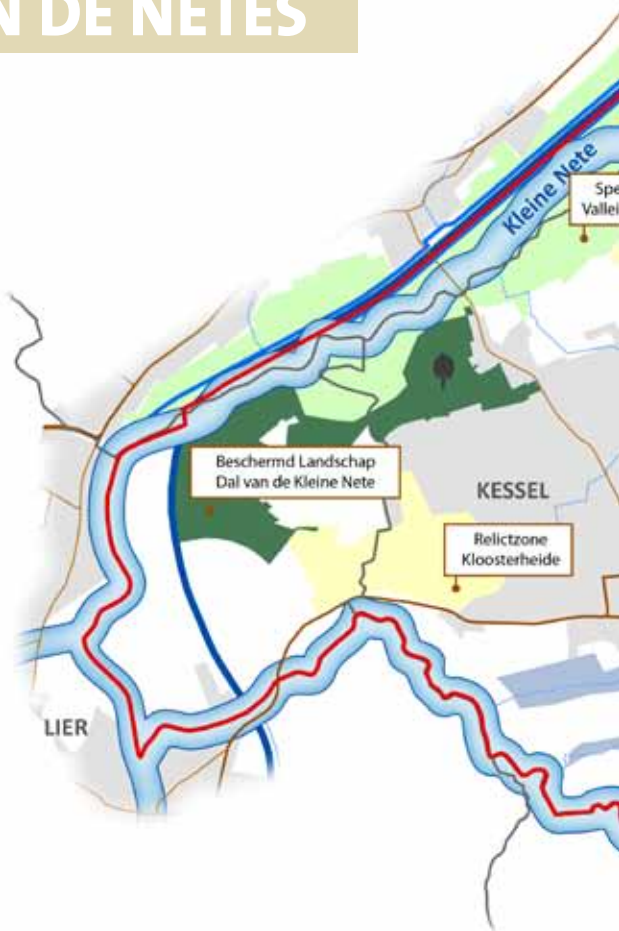 N DE NETES
Kleine Nete
Beschermd Landschap
Dal van de Kleine Nete
KESSEL
Relictzone
Kloosterheide
LIER